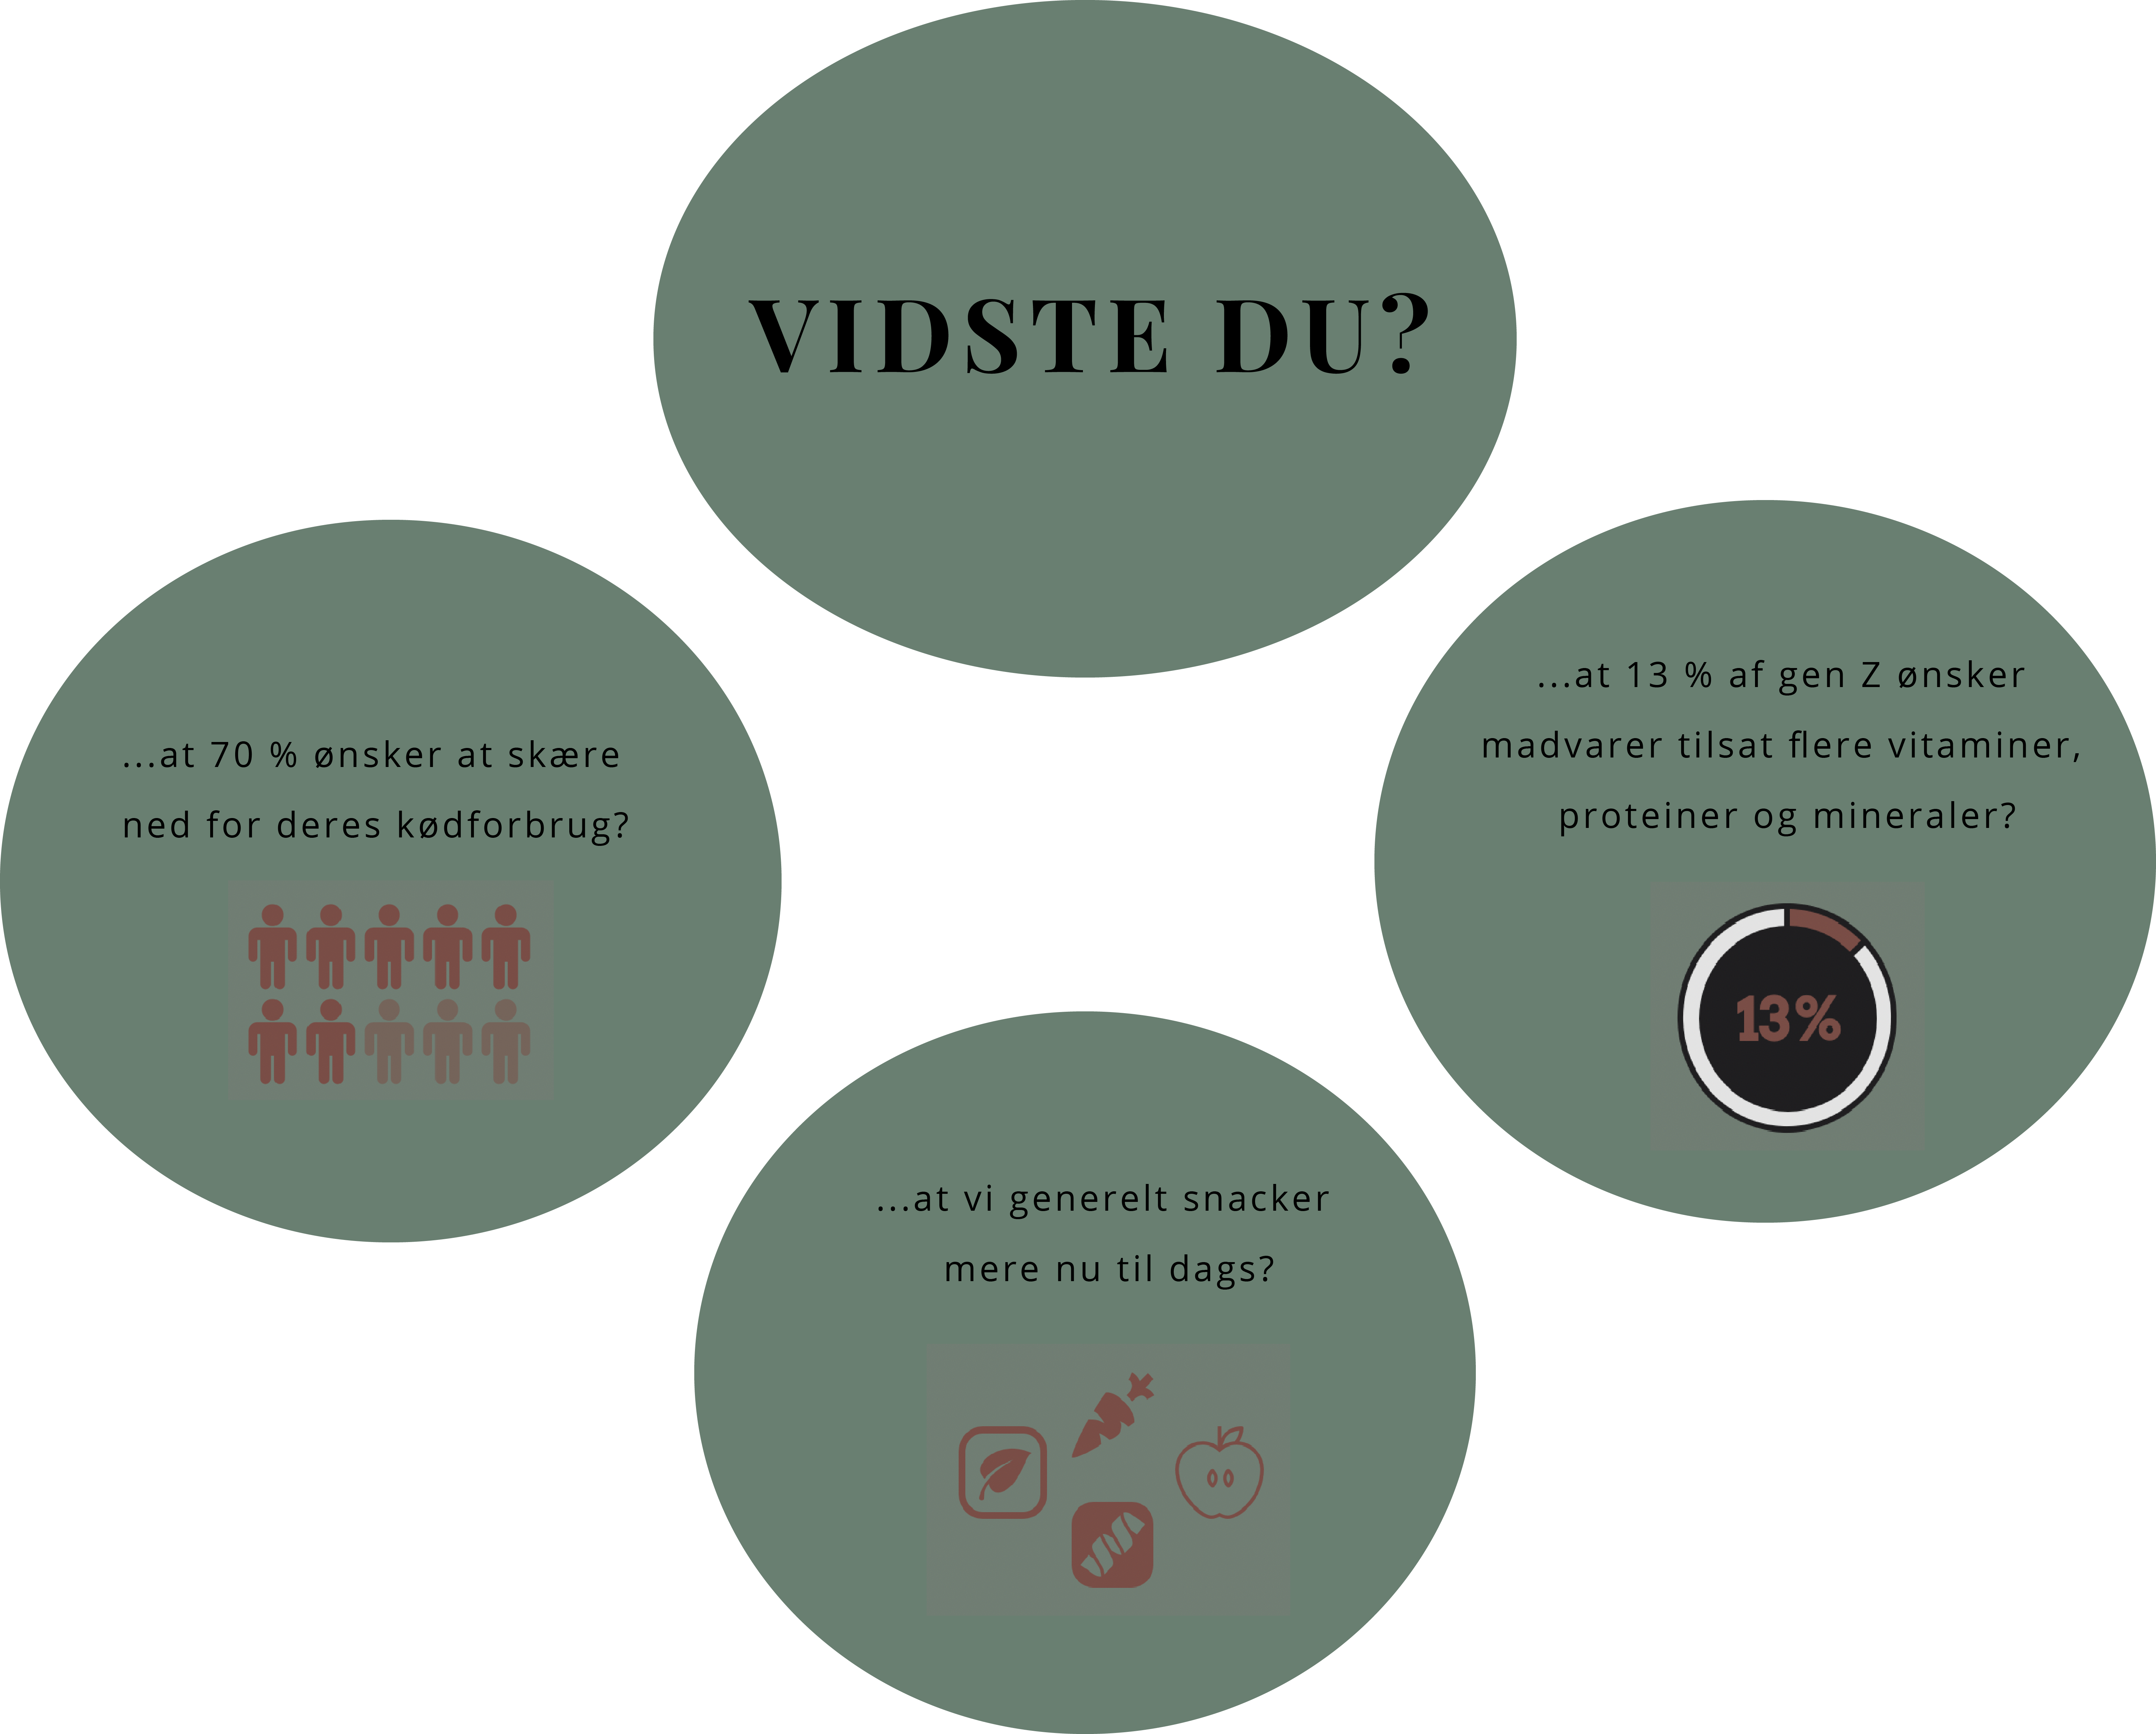 VIDSTE DU?
...at 70 % ønsker at skære
ned for deres kødforbrug?
...at 13 % af gen Z ønsker
madvarer tilsat flere vitaminer,
proteiner og mineraler?
13%
...at vi generelt snacker
mere nu til dags?